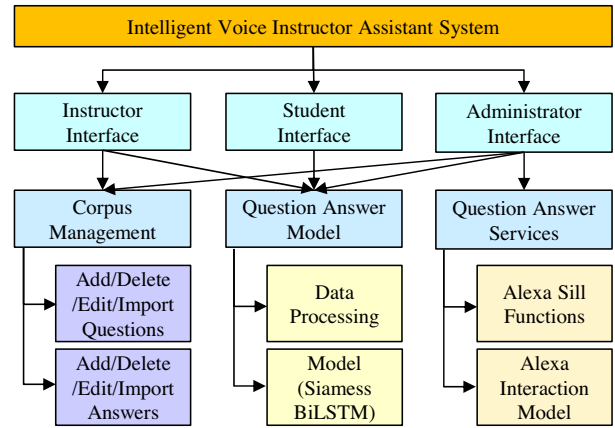 Intelligent Voice Instructor Assistant System
Instructor
Interface
Student
Interface
Administrator
Interface
Corpus
Management
Question Answer
Model
Question Answer
Services
Add/Delete
/Edit/Import
Questions
Data
Processing
Alexa Sill
Functions
Add/Delete
/Edit/Import
Answers
Model
(Siamess
BiLSTM)
Alexa
Interaction
Model